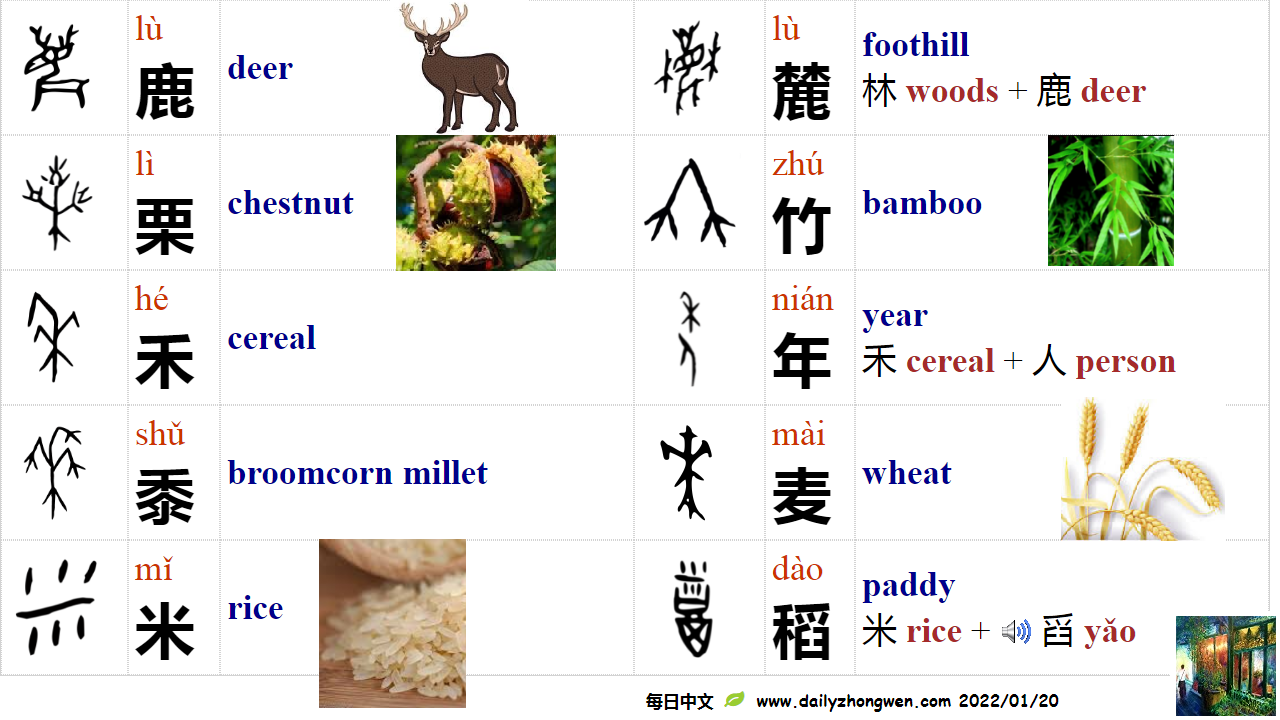 lù
鹿
deer
lù
麓
foothill
林 woods + 鹿 deer
lì
栗
chestnut
zhú
竹
bamboo
hé
禾
cereal
nián
年
year
禾 cereal + 人 person
shǔ
黍
broomcorn millet
mài
麦
wheat
mǐ
米
rice
dào
稻
paddy
米 rice + 舀 yǎo
每日中文 www.dailyzhongwen.com 2022/01/20